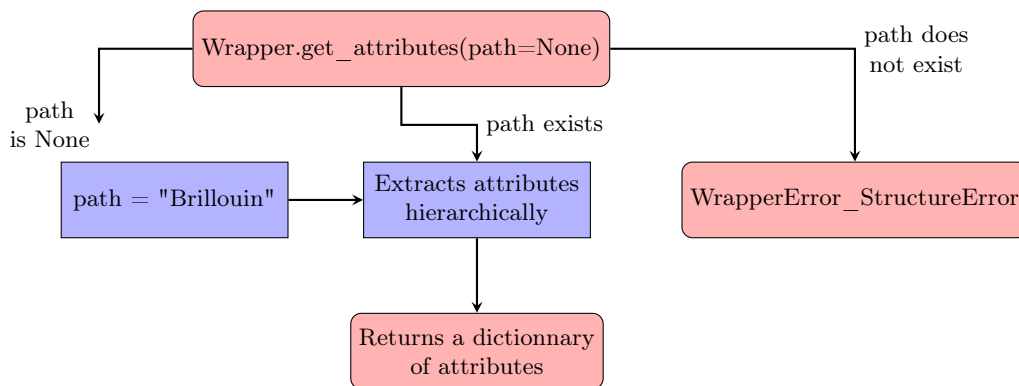 Wrapper.get_attributes(path=None)
path does
not exist
path
is None
path exists
path = "Brillouin"
Extracts attributes
hierarchically
WrapperError_StructureError
Returns a dictionnary
of attributes